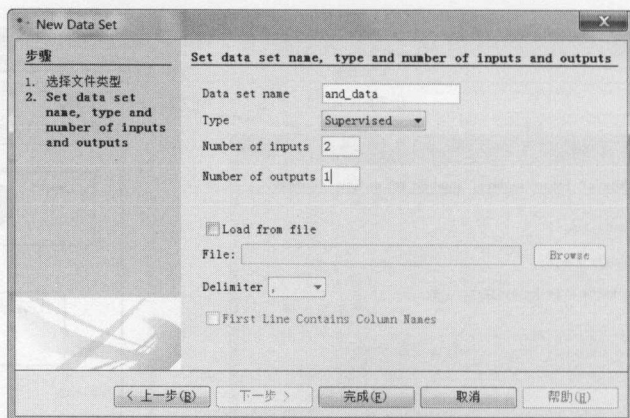 New Data Set
步骤
1. 选择文件类型
2. Set data set
name, type and
number of inputs
and outputs
Set data set name, type and number of inputs and outputs
Data set name and_data
Type Supervised
Number of inputs 2
Number of outputs 1
Load from file
File: Browse
Delimiter ,
First Line Contains Column Names
< 上一步(B) 下一步 > 完成(F) 取消 帮助(H)